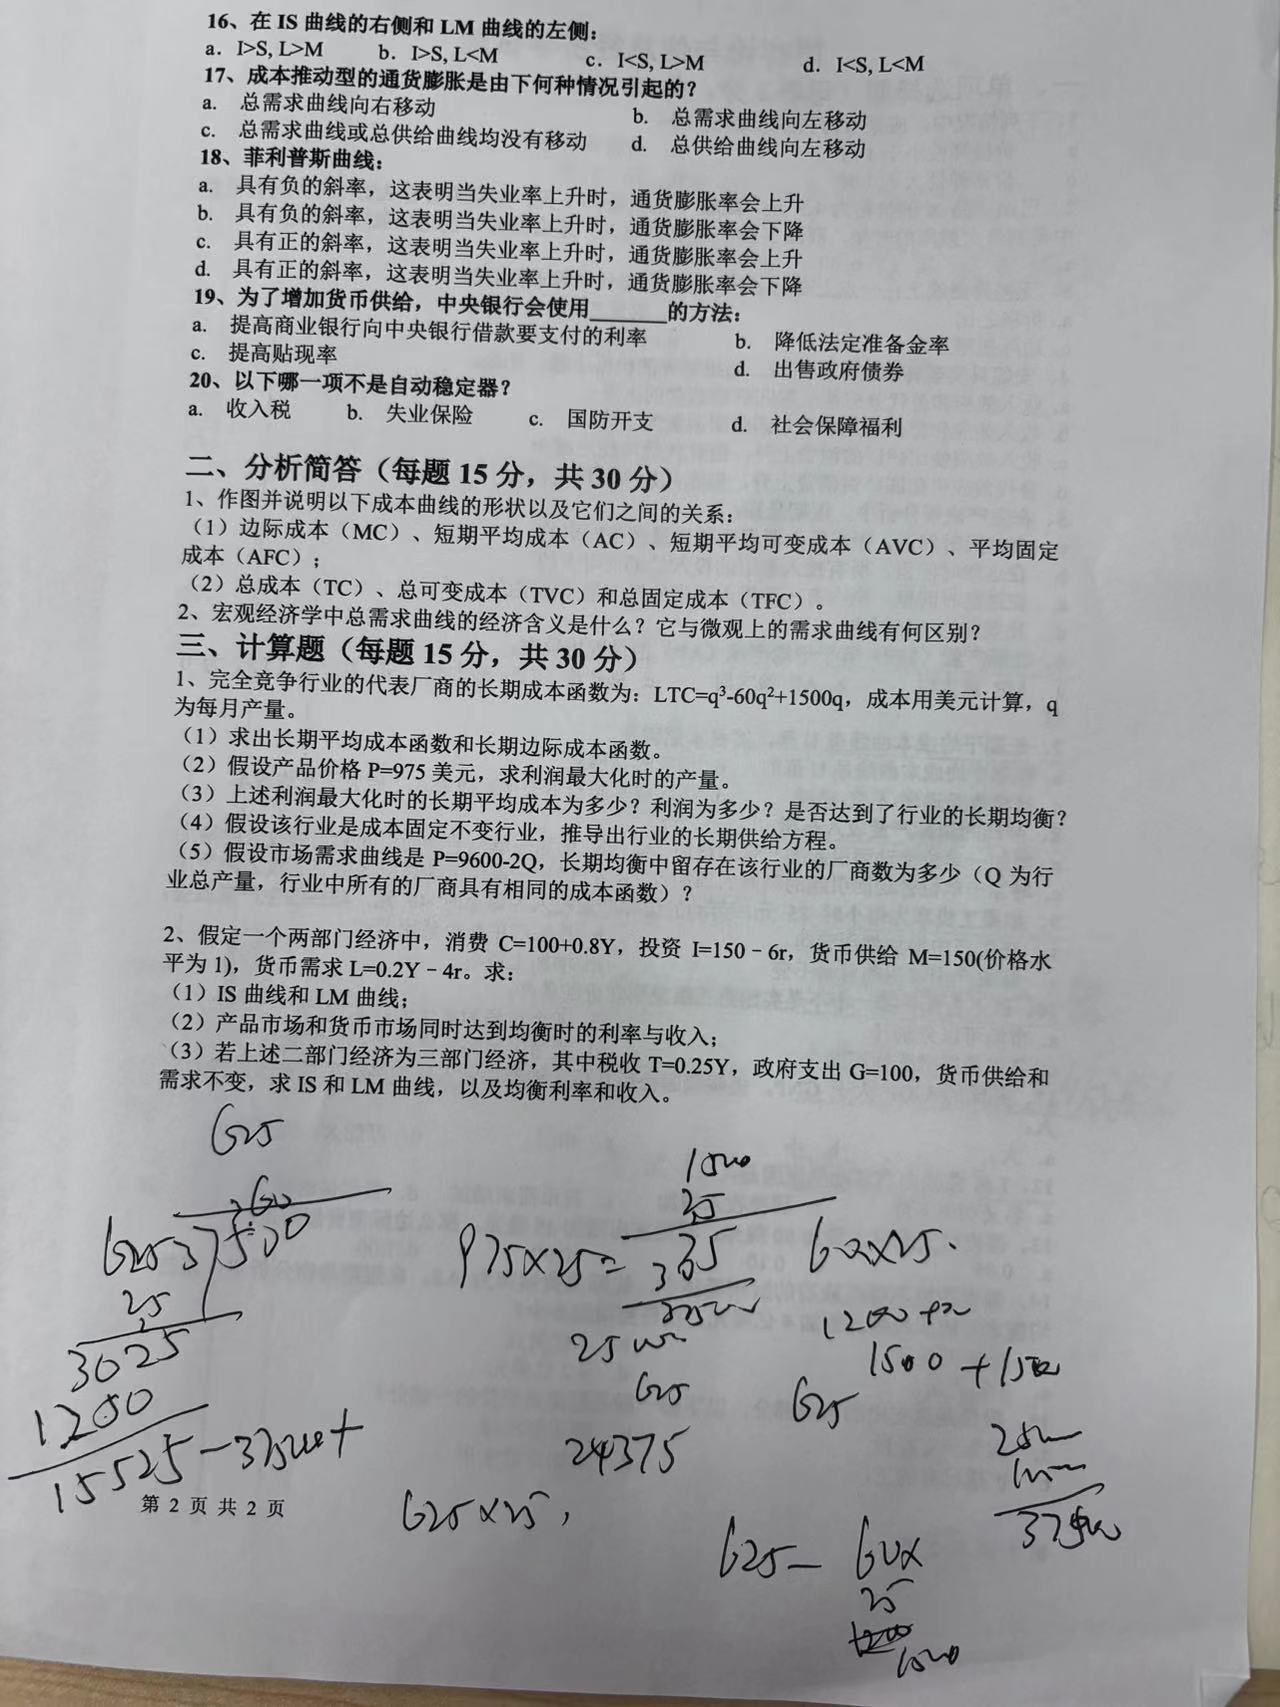 16、在 IS 曲线的右侧和 LM 曲线的左侧：
a. I>S, L>M b. I>S, L<M c. I<S, L>M d. I<S, L<M
17、成本推动型的通货膨胀是由下何种情况引起的？
a. 总需求曲线向右移动 b. 总需求曲线向左移动
c. 总需求曲线或总供给曲线均没有移动 d. 总供给曲线向左移动
18、菲利普斯曲线：
a. 具有负的斜率，这表明当失业率上升时，通货膨胀率会上升
b. 具有负的斜率，这表明当失业率上升时，通货膨胀率会下降
c. 具有正的斜率，这表明当失业率上升时，通货膨胀率会上升
d. 具有正的斜率，这表明当失业率上升时，通货膨胀率会下降
19、为了增加货币供给，中央银行会使用______的方法：
a. 提高商业银行向中央银行借款要支付的利率 b. 降低法定准备金率
c. 提高贴现率 d. 出售政府债券
20、以下哪一项不是自动稳定器？
a. 收入税 b. 失业保险 c. 国防开支 d. 社会保障福利
二、分析简答（每题 15 分，共 30 分）
1、作图并说明以下成本曲线的形状以及它们之间的关系：
（1）边际成本（MC）、短期平均成本（AC）、短期平均可变成本（AVC）、平均固定
成本（AFC）；
（2）总成本（TC）、总可变成本（TVC）和总固定成本（TFC）。
2、宏观经济学中总需求曲线的经济含义是什么？它与微观上的需求曲线有何区别？
三、计算题（每题 15 分，共 30 分）
1、完全竞争行业的代表厂商的长期成本函数为：LTC=q³-60q²+1500q，成本用美元计算，q
为每月产量。
（1）求出长期平均成本函数和长期边际成本函数。
（2）假设产品价格 P=975 美元，求利润最大化时的产量。
（3）上述利润最大化时的长期平均成本为多少？利润为多少？是否达到了行业的长期均衡？
（4）假设该行业是成本固定不变行业，推导出行业的长期供给方程。
（5）假设市场需求曲线是 P=9600-2Q，长期均衡中留存在该行业的厂商数为多少（Q 为行
业总产量，行业中所有的厂商具有相同的成本函数）？
2、假定一个两部门经济中，消费 C=100+0.8Y，投资 I=150－6r，货币供给 M=150(价格水
平为 1)，货币需求 L=0.2Y－4r。求：
（1）IS 曲线和 LM 曲线；
（2）产品市场和货币市场同时达到均衡时的利率与收入；
（3）若上述二部门经济为三部门经济，其中税收 T=0.25Y，政府支出 G=100，货币供给和
需求不变，求 IS 和 LM 曲线，以及均衡利率和收入。
625
1500
25
975×25=
60×25
625
25
3025
625
1250
24375
15525
625×25,
第 2 页 共 2 页
625- 60×
25